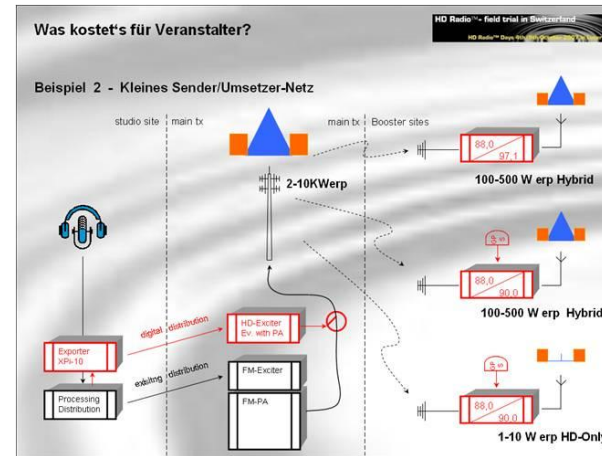 Was kostet's für Veranstalter?
HD Radio™- field trial in Switzerland
Beispiel 2 - Kleines Sender/Umsetzer-Netz
studio site
main tx
main tx
Booster sites
2-10KWerp
88,0
97,1
100-500 W erp Hybrid
88,0
90,0
100-500 W erp Hybrid
digital distribution
Exporter
XPi-10
HD-Exciter
Ev. with PA
exiting distribution
Processing
Distribution
FM-Exciter
FM-PA
88,0
90,0
1-10 W erp HD-Only